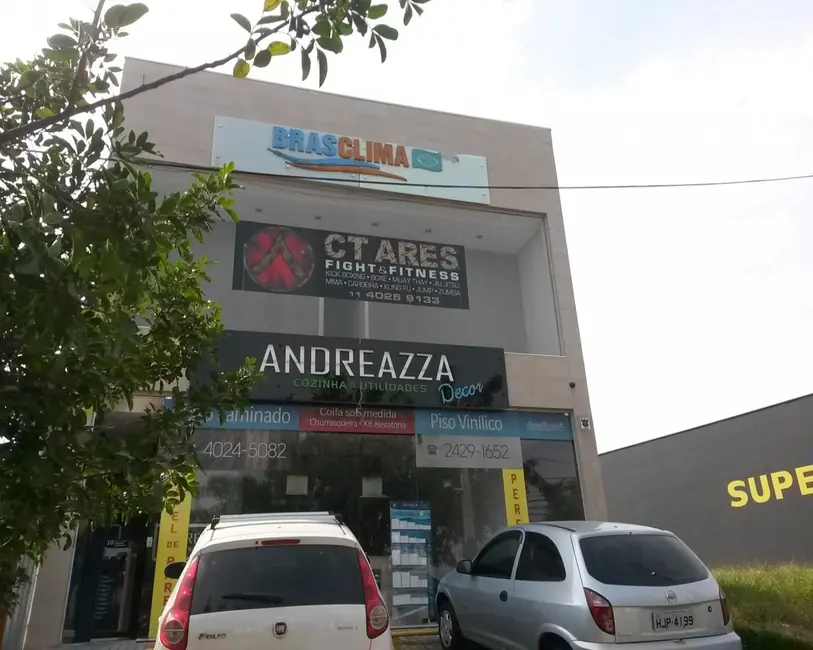 BRASCLIMA
CT ARES
FIGHT & FITNESS
KICK BOXING • BOXE • MUAY THAY • JIU JITSU
MMA • CAPOEIRA • KUNG FU • JUMP • ZUMBA
11 4025 9133
ANDREAZZA
COZINHA & UTILIDADES
Decor
Coifa sob medida
Churrasqueira • Kit elevatório
Piso Vinílico
4024-5082
2429-1652
SUPE
HJP-4199